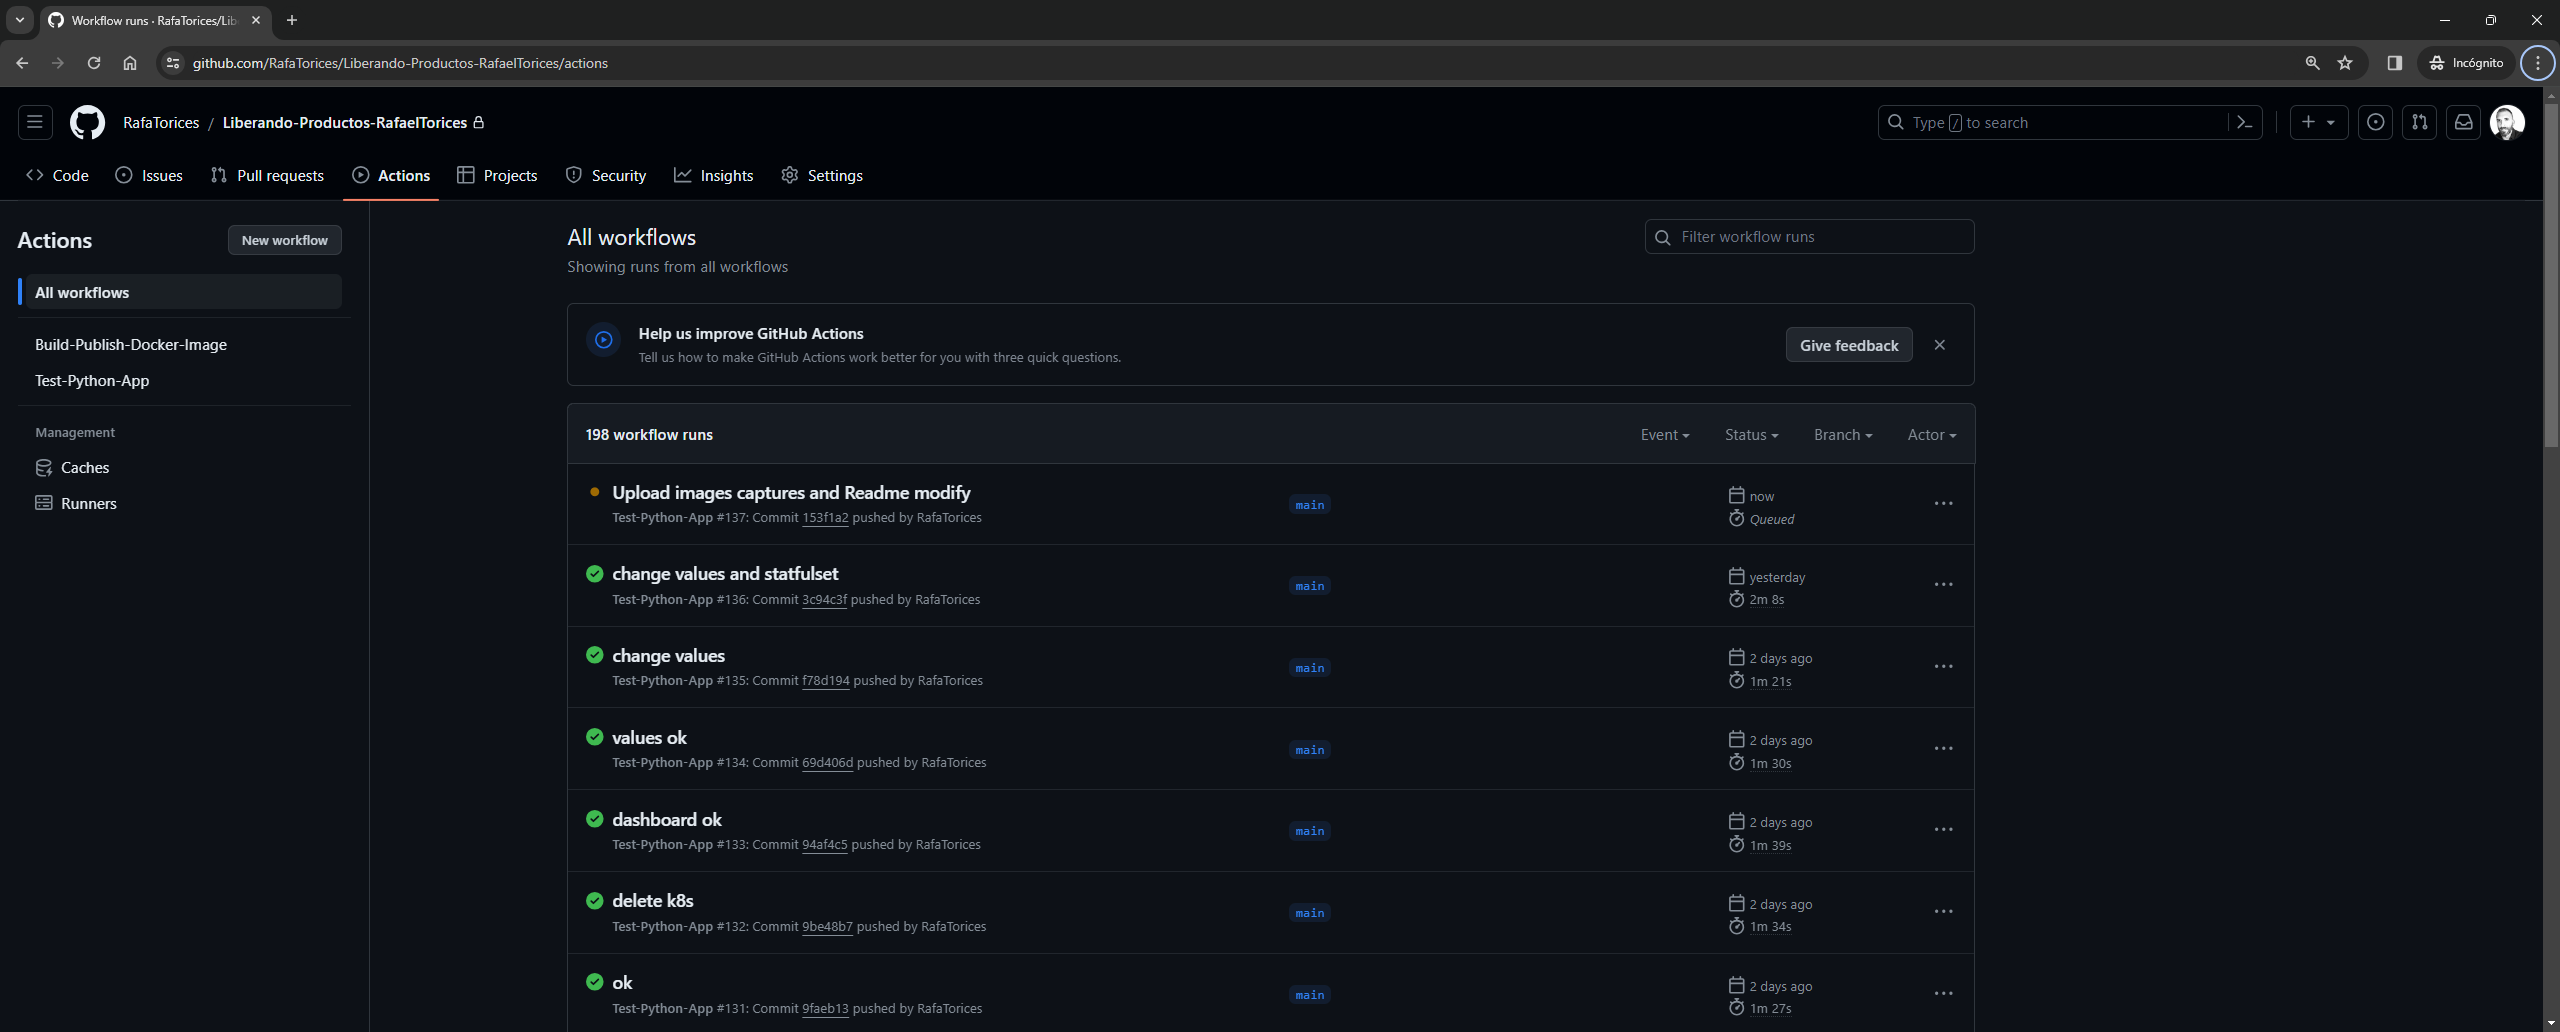 Workflow runs · RafaTorices/Lib
github.com/RafaTorices/Liberando-Productos-RafaelTorices/actions
Incógnito
RafaTorices / Liberando-Productos-RafaelTorices
Type / to search
Code
Issues
Pull requests
Actions
Projects
Security
Insights
Settings
Actions
New workflow
All workflows
Build-Publish-Docker-Image
Test-Python-App
Management
Caches
Runners
All workflows
Showing runs from all workflows
Filter workflow runs
Help us improve GitHub Actions
Tell us how to make GitHub Actions work better for you with three quick questions.
Give feedback
198 workflow runs
Event
Status
Branch
Actor
Upload images captures and Readme modify
Test-Python-App #137: Commit 153f1a2 pushed by RafaTorices
main
now
Queued
change values and statfulset
Test-Python-App #136: Commit 3c94c3f pushed by RafaTorices
main
yesterday
2m 8s
change values
Test-Python-App #135: Commit f78d194 pushed by RafaTorices
main
2 days ago
1m 21s
values ok
Test-Python-App #134: Commit 69d406d pushed by RafaTorices
main
2 days ago
1m 30s
dashboard ok
Test-Python-App #133: Commit 94af4c5 pushed by RafaTorices
main
2 days ago
1m 39s
delete k8s
Test-Python-App #132: Commit 9be48b7 pushed by RafaTorices
main
2 days ago
1m 34s
ok
Test-Python-App #131: Commit 9faeb13 pushed by RafaTorices
main
2 days ago
1m 27s